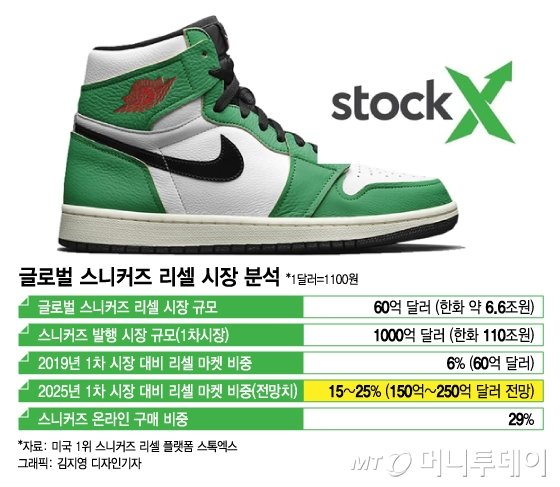 stockX
글로벌 스니커즈 리셀 시장 분석 *1달러=1100원
글로벌 스니커즈 리셀 시장 규모 60억 달러 (한화 약 6.6조원)
스니커즈 발행 시장 규모(1차시장) 1000억 달러 (한화 110조원)
2019년 1차 시장 대비 리셀 마켓 비중 6% (60억 달러)
2025년 1차 시장 대비 리셀 마켓 비중(전망치) 15~25% (150억~250억 달러 전망)
스니커즈 온라인 구매 비중 29%
*자료: 미국 1위 스니커즈 리셀 플랫폼 스톡엑스
그래픽: 김지영 디자인기자
MT 머니투데이